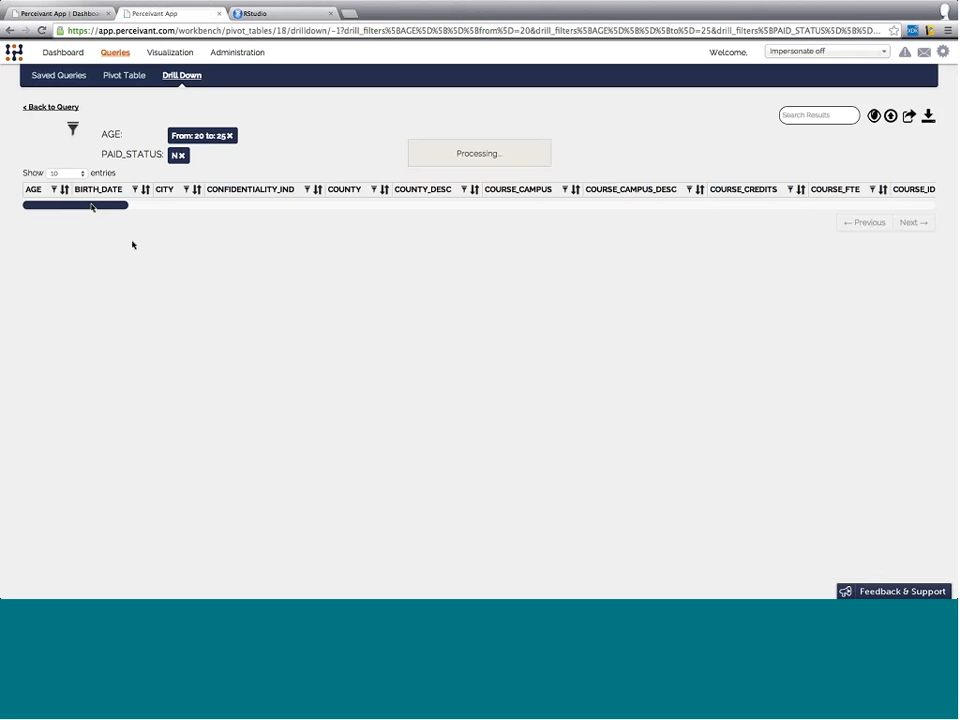 Perceivant App | Dashbo
Perceivant App
RStudio
https://app.perceivant.com/workbench/pivot_tables/18/drilldown/-1?drill_filters%5BAGE%5D%5B%5D%5Bfrom%5D=20&drill_filters%5BAGE%5D%5B%5D%5Bto%5D=25&drill_filters%5BPAID_STATUS%5D%5B%5D...
Dashboard Queries Visualization Administration Welcome, Impersonate off
Saved Queries Pivot Table Drill Down
< Back to Query
Search Results
AGE: From: 20 to: 25 x
PAID_STATUS: N x
Processing...
Show 10 entries
AGE BIRTH_DATE CITY CONFIDENTIALITY_IND COUNTY COUNTY_DESC COURSE_CAMPUS COURSE_CAMPUS_DESC COURSE_CREDITS COURSE_FTE COURSE_ID
← Previous Next →
Feedback & Support